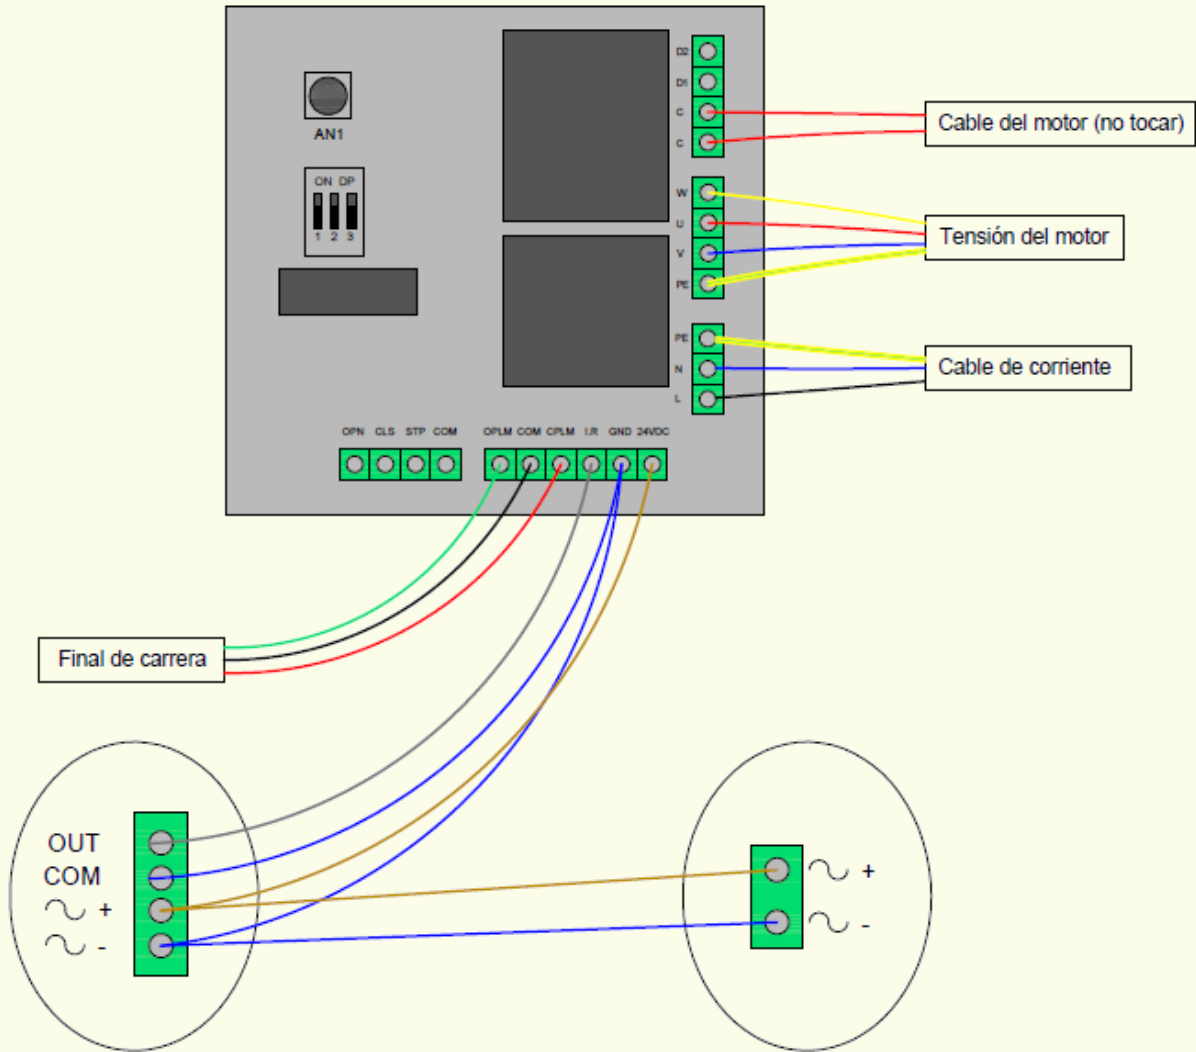 D2
D1
C
C
Cable del motor (no tocar)
AN1
ON DP
1 2 3
W
U
V
PE
Tensión del motor
PE
N
L
Cable de corriente
OPN CLS STP COM
OPLM COM CPLM I.R GND 24VDC
Final de carrera
OUT
COM
+
-
+
-